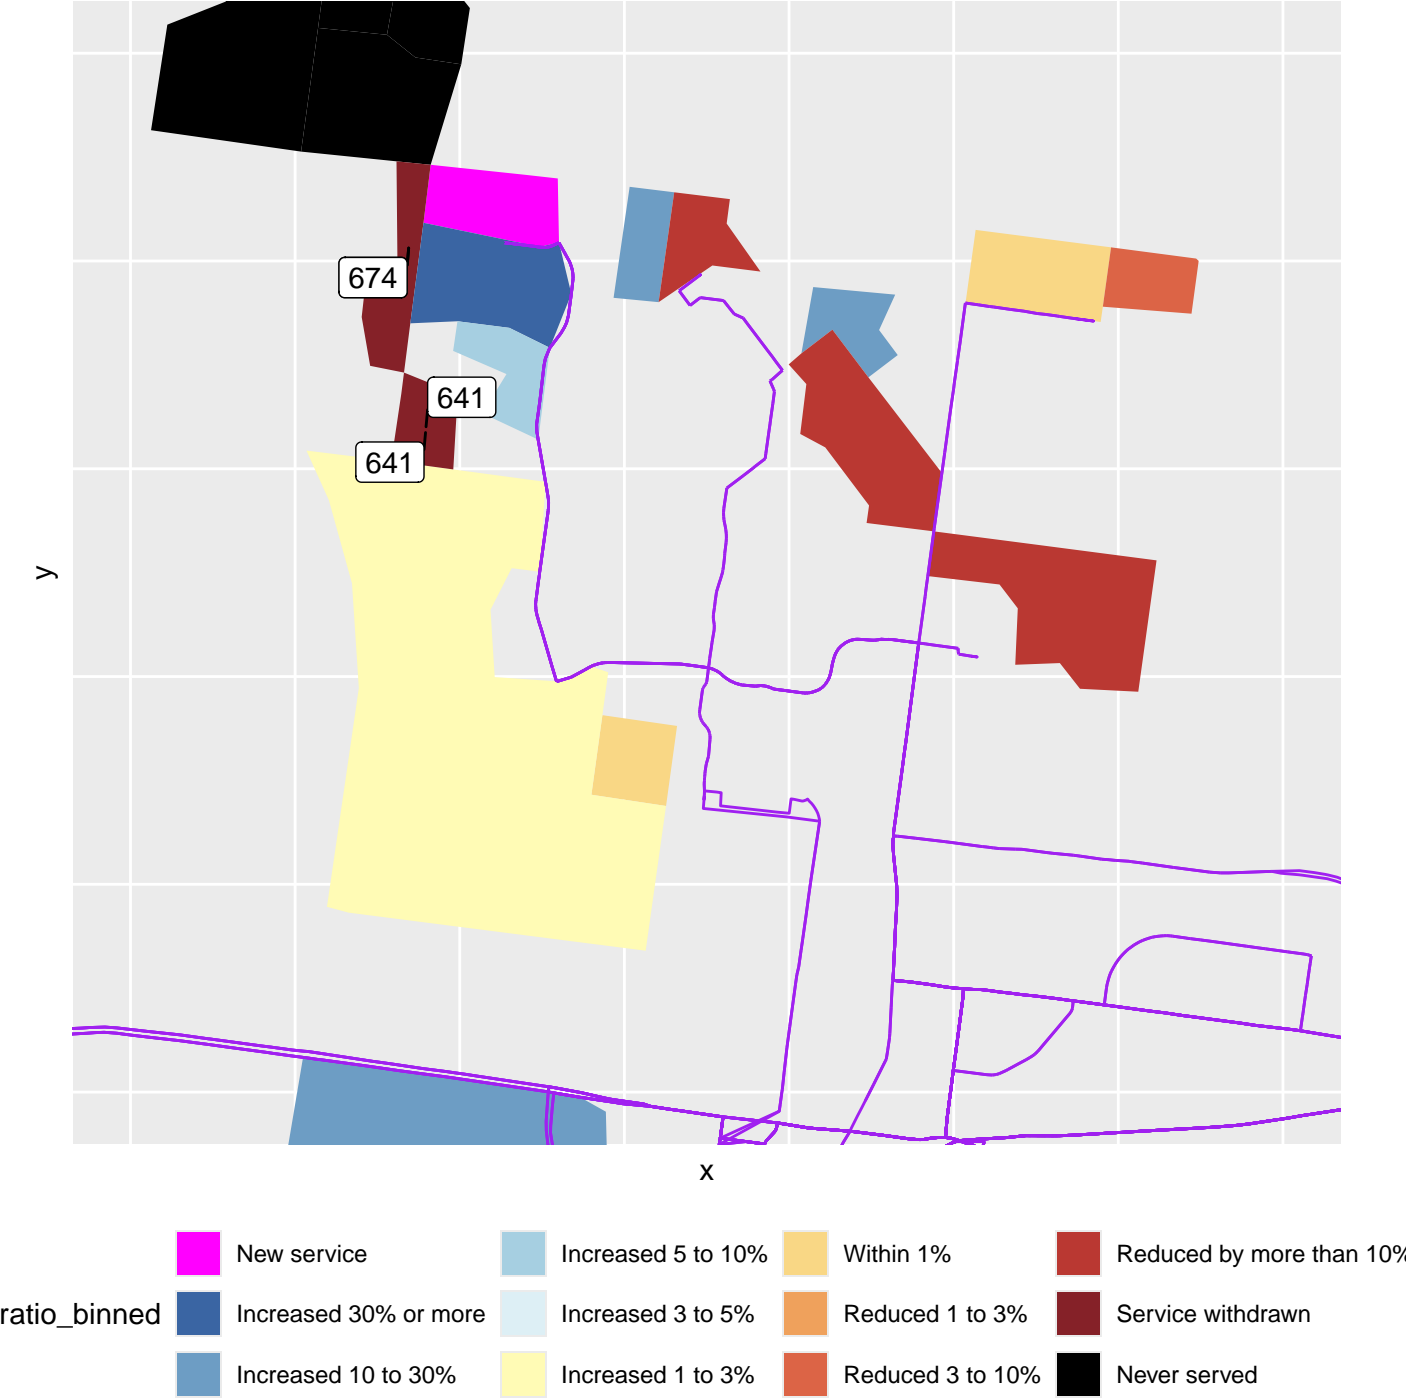 674
641
641
y
x
ratio_binned
New service
Increased 30% or more
Increased 10 to 30%
Increased 5 to 10%
Increased 3 to 5%
Increased 1 to 3%
Within 1%
Reduced 1 to 3%
Reduced 3 to 10%
Reduced by more than 10%
Service withdrawn
Never served